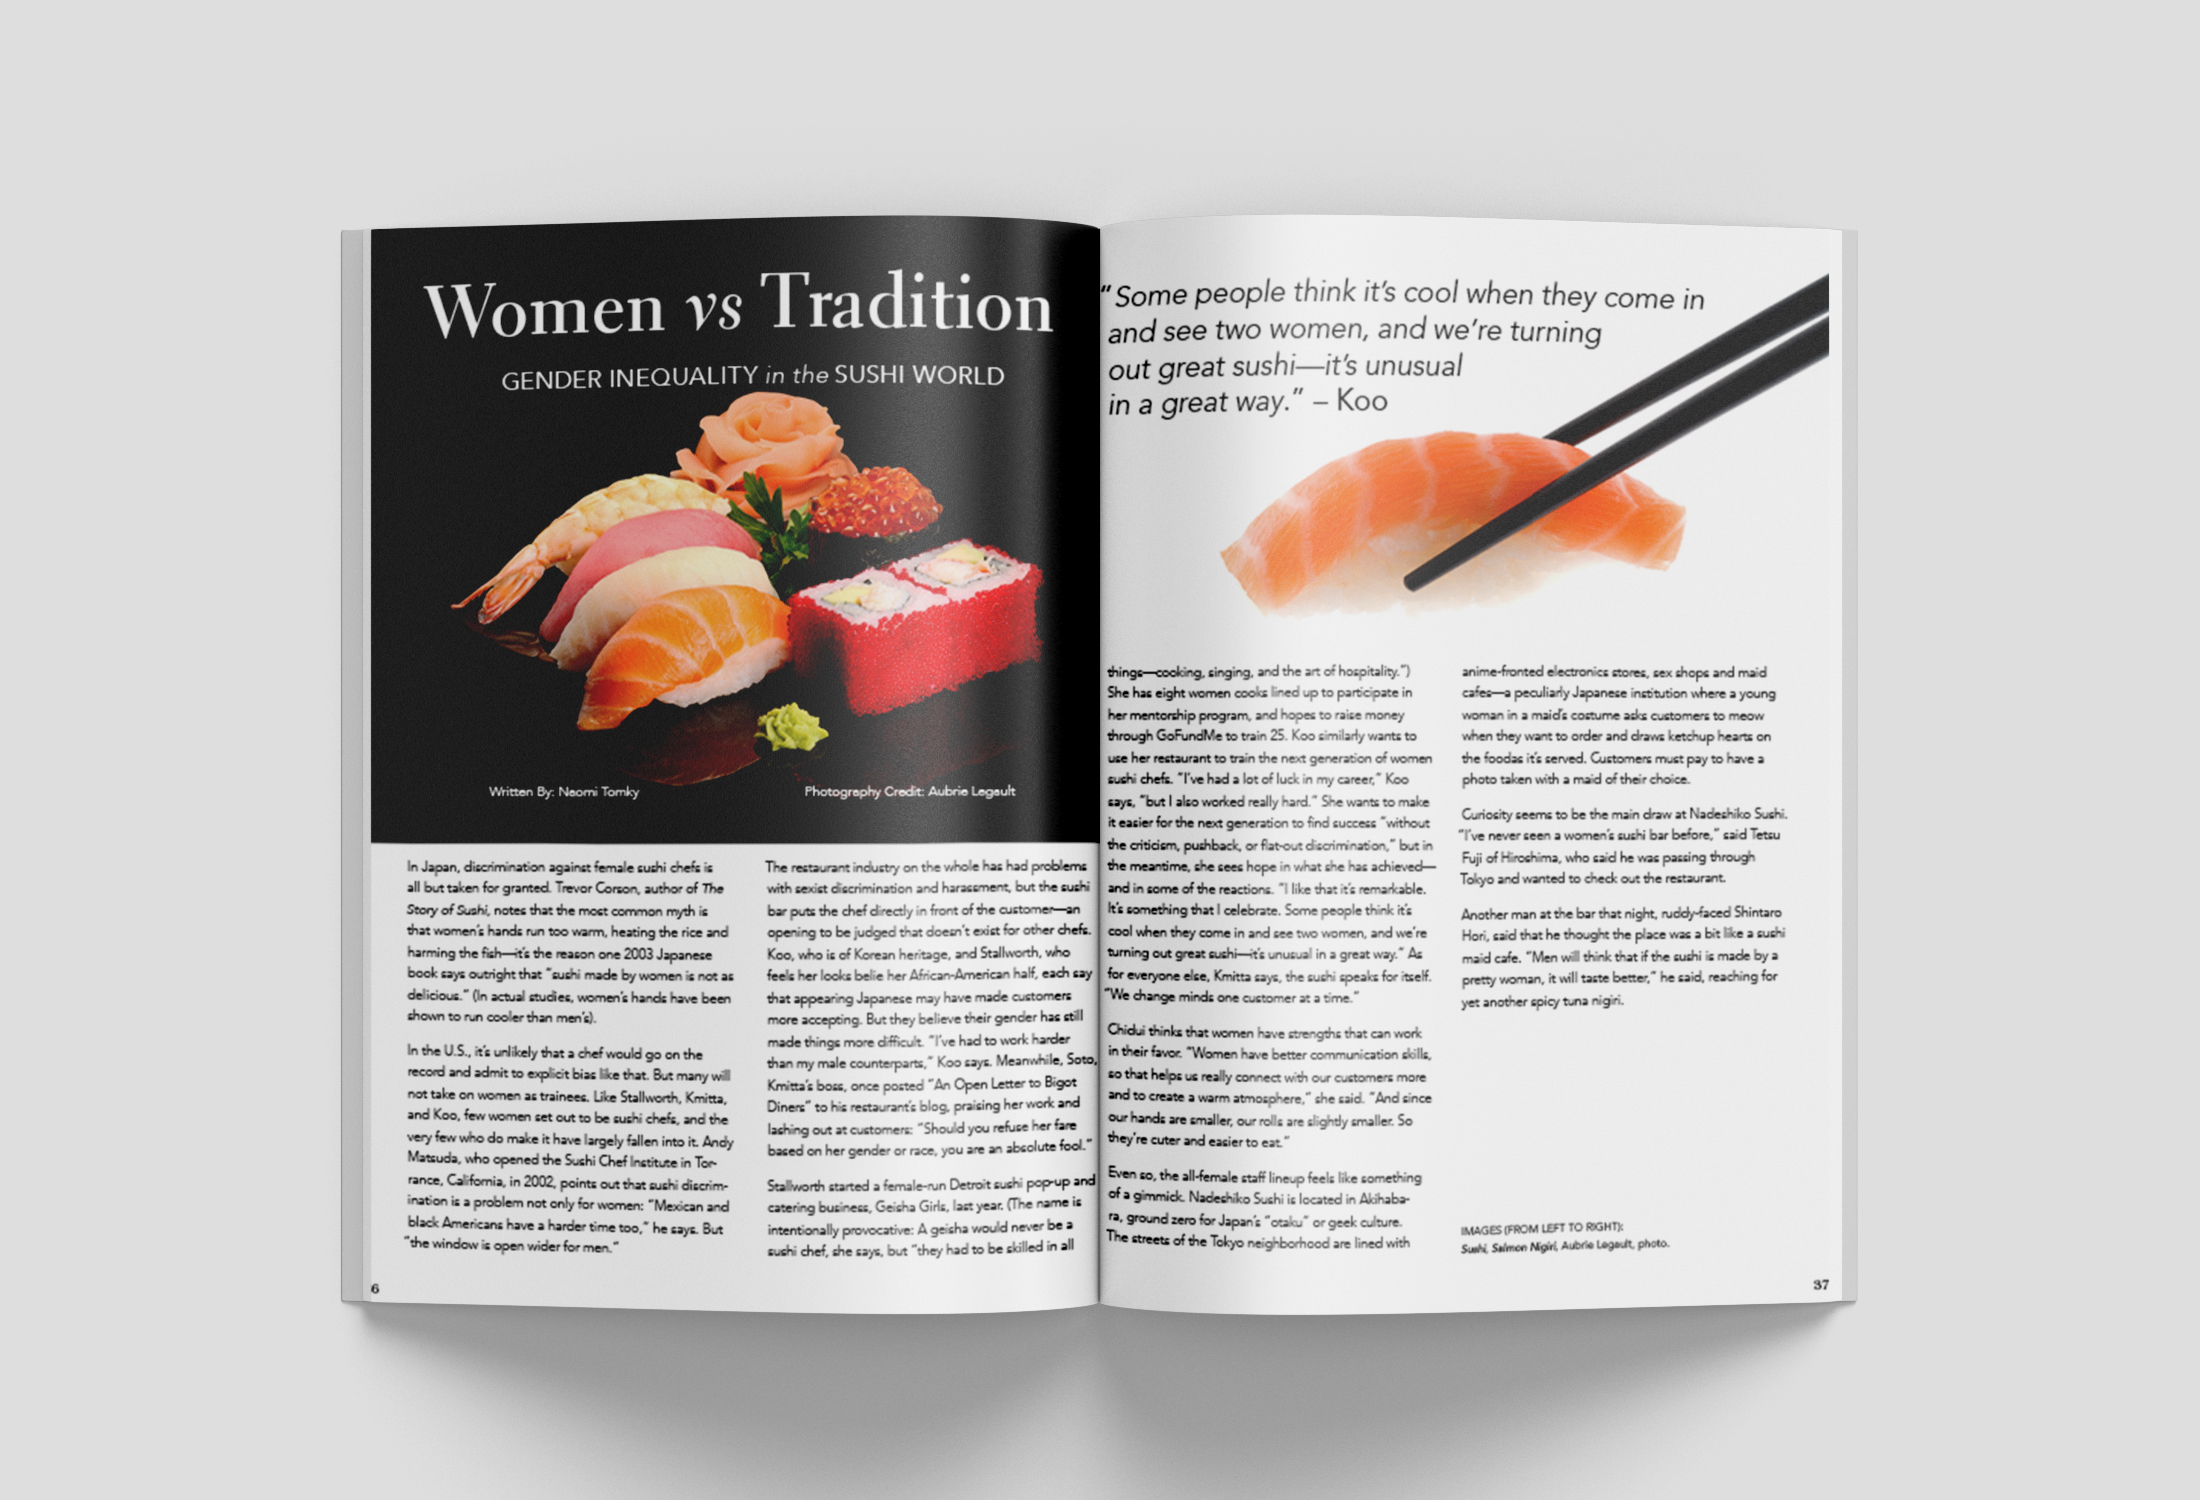 Women vs Tradition
GENDER INEQUALITY in the SUSHI WORLD
Written By: Naomi Tomky
Photography Credit: Aubrie Legault
In Japan, discrimination against female sushi chefs is
all but taken for granted. Trevor Corson, author of The
Story of Sushi, notes that the most common myth is
that women's hands run too warm, heating the rice and
harming the fish—it's the reason one 2003 Japanese
book says outright that "sushi made by women is not as
delicious." (In actual studies, women's hands have been
shown to run cooler than men's).
In the U.S., it's unlikely that a chef would go on the
record and admit to explicit bias like that. But many will
not take on women as trainees. Like Stallworth, Kmitta,
and Koo, few women set out to be sushi chefs, and the
very few who do make it have largely fallen into it. Andy
Matsuda, who opened the Sushi Chef Institute in Tor-
rance, California, in 2002, points out that sushi discrim-
ination is a problem not only for women: "Mexican and
black Americans have a harder time too," he says. But
"the window is open wider for men."
The restaurant industry on the whole has had problems
with sexist discrimination and harassment, but the sushi
bar puts the chef directly in front of the customer—an
opening to be judged that doesn't exist for other chefs.
Koo, who is of Korean heritage, and Stallworth, who
feels her looks belie her African-American half, each say
that appearing Japanese may have made customers
more accepting. But they believe their gender has still
made things more difficult. "I've had to work harder
than my male counterparts," Koo says. Meanwhile, Soto,
Kmitta's boss, once posted "An Open Letter to Bigot
Diners" to his restaurant's blog, praising her work and
lashing out at customers: "Should you refuse her fare
based on her gender or race, you are an absolute fool."
Stallworth started a female-run Detroit sushi pop-up and
catering business, Geisha Girls, last year. (The name is
intentionally provocative: A geisha would never be a
sushi chef, she says, but "they had to be skilled in all
6
"Some people think it's cool when they come in
and see two women, and we're turning
out great sushi—it's unusual
in a great way." – Koo
things—cooking, singing, and the art of hospitality.")
She has eight women cooks lined up to participate in
her mentorship program, and hopes to raise money
through GoFundMe to train 25. Koo similarly wants to
use her restaurant to train the next generation of women
sushi chefs. "I've had a lot of luck in my career," Koo
says, "but I also worked really hard." She wants to make
it easier for the next generation to find success "without
the criticism, pushback, or flat-out discrimination," but in
the meantime, she sees hope in what she has achieved—
and in some of the reactions. "I like that it's remarkable.
It's something that I celebrate. Some people think it's
cool when they come in and see two women, and we're
turning out great sushi—it's unusual in a great way." As
for everyone else, Kmitta says, the sushi speaks for itself.
"We change minds one customer at a time."
Chidui thinks that women have strengths that can work
in their favor. "Women have better communication skills,
so that helps us really connect with our customers more
and to create a warm atmosphere," she said. "And since
our hands are smaller, our rolls are slightly smaller. So
they're cuter and easier to eat."
Even so, the all-female staff lineup feels like something
of a gimmick. Nadeshiko Sushi is located in Akihaba-
ra, ground zero for Japan's "otaku" or geek culture.
The streets of the Tokyo neighborhood are lined with
anime-fronted electronics stores, sex shops and maid
cafes—a peculiarly Japanese institution where a young
woman in a maid's costume asks customers to meow
when they want to order and draws ketchup hearts on
the foodas it's served. Customers must pay to have a
photo taken with a maid of their choice.
Curiosity seems to be the main draw at Nadeshiko Sushi.
"I've never seen a women's sushi bar before," said Tetsu
Fuji of Hiroshima, who said he was passing through
Tokyo and wanted to check out the restaurant.
Another man at the bar that night, ruddy-faced Shintaro
Hori, said that he thought the place was a bit like a sushi
maid cafe. "Men will think that if the sushi is made by a
pretty woman, it will taste better," he said, reaching for
yet another spicy tuna nigiri.
IMAGES (FROM LEFT TO RIGHT):
Sushi, Salmon Nigiri, Aubrie Legault, photo.
37